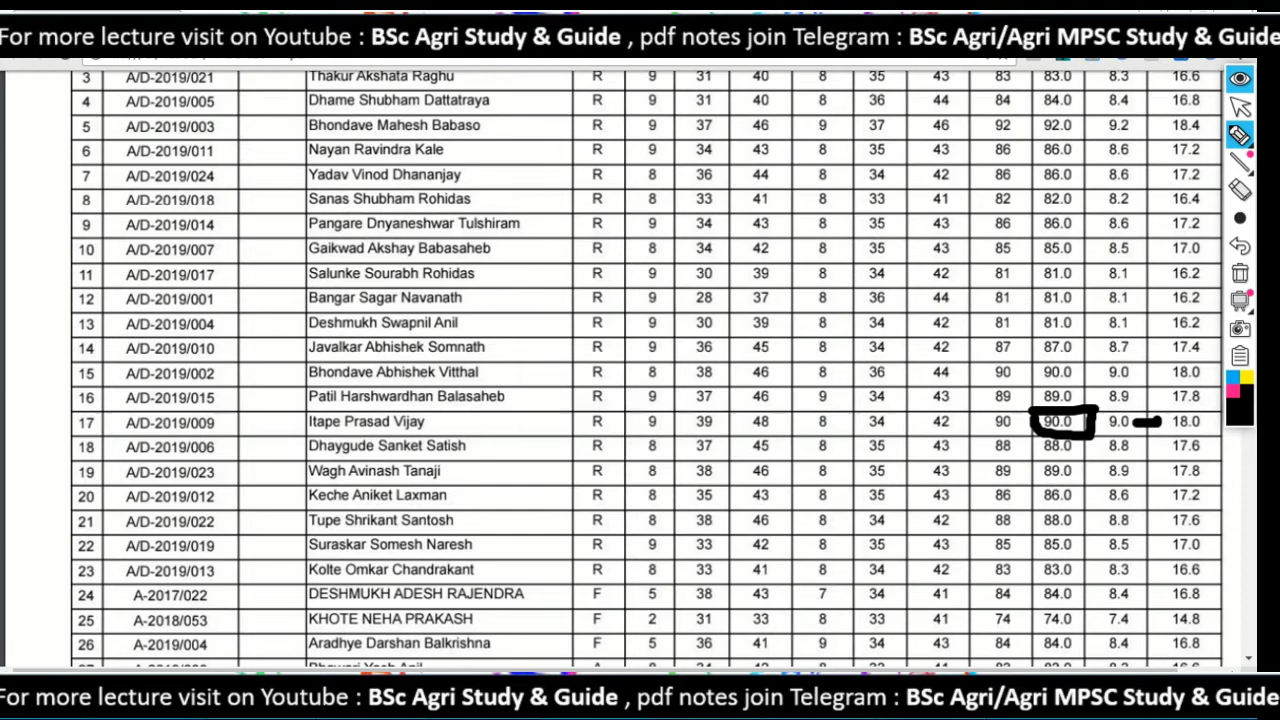 For more lecture visit on Youtube : BSc Agri Study & Guide , pdf notes join Telegram : BSc Agri/Agri MPSC Study & Guide
3 A/D-2019/021 Thakur Akshata Raghu R 9 31 40 8 35 43 83 83.0 8.3 16.6
4 A/D-2019/005 Dhame Shubham Dattatraya R 9 31 40 8 36 44 84 84.0 8.4 16.8
5 A/D-2019/003 Bhondave Mahesh Babaso R 9 37 46 9 37 46 92 92.0 9.2 18.4
6 A/D-2019/011 Nayan Ravindra Kale R 9 34 43 8 35 43 86 86.0 8.6 17.2
7 A/D-2019/024 Yadav Vinod Dhananjay R 8 36 44 8 34 42 86 86.0 8.6 17.2
8 A/D-2019/018 Sanas Shubham Rohidas R 8 33 41 8 33 41 82 82.0 8.2 16.4
9 A/D-2019/014 Pangare Dnyaneshwar Tulshiram R 9 34 43 8 35 43 86 86.0 8.6 17.2
10 A/D-2019/007 Gaikwad Akshay Babasaheb R 8 34 42 8 35 43 85 85.0 8.5 17.0
11 A/D-2019/017 Salunke Sourabh Rohidas R 9 30 39 8 34 42 81 81.0 8.1 16.2
12 A/D-2019/001 Bangar Sagar Navanath R 9 28 37 8 36 44 81 81.0 8.1 16.2
13 A/D-2019/004 Deshmukh Swapnil Anil R 9 30 39 8 34 42 81 81.0 8.1 16.2
14 A/D-2019/010 Javalkar Abhishek Somnath R 9 36 45 8 34 42 87 87.0 8.7 17.4
15 A/D-2019/002 Bhondave Abhishek Vitthal R 8 38 46 8 36 44 90 90.0 9.0 18.0
16 A/D-2019/015 Patil Harshwardhan Balasaheb R 9 37 46 9 34 43 89 89.0 8.9 17.8
17 A/D-2019/009 Itape Prasad Vijay R 9 39 48 8 34 42 90 90.0 9.0 18.0
18 A/D-2019/006 Dhaygude Sanket Satish R 8 37 45 8 35 43 88 88.0 8.8 17.6
19 A/D-2019/023 Wagh Avinash Tanaji R 8 38 46 8 35 43 89 89.0 8.9 17.8
20 A/D-2019/012 Keche Aniket Laxman R 8 35 43 8 35 43 86 86.0 8.6 17.2
21 A/D-2019/022 Tupe Shrikant Santosh R 8 38 46 8 34 42 88 88.0 8.8 17.6
22 A/D-2019/019 Suraskar Somesh Naresh R 9 33 42 8 35 43 85 85.0 8.5 17.0
23 A/D-2019/013 Kolte Omkar Chandrakant R 8 33 41 8 34 42 83 83.0 8.3 16.6
24 A-2017/022 DESHMUKH ADESH RAJENDRA F 5 38 43 7 34 41 84 84.0 8.4 16.8
25 A-2018/053 KHOTE NEHA PRAKASH F 2 31 33 8 33 41 74 74.0 7.4 14.8
26 A-2019/004 Aradhye Darshan Balkrishna F 5 36 41 9 34 43 84 84.0 8.4 16.8
For more lecture visit on Youtube : BSc Agri Study & Guide , pdf notes join Telegram : BSc Agri/Agri MPSC Study & Guide